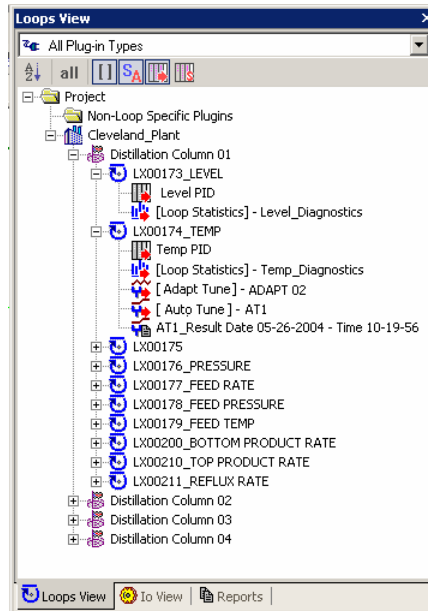 Loops View
All Plug-in Types
all [ ] SA
Project
Non-Loop Specific Plugins
Cleveland_Plant
Distillation Column 01
LX00173_LEVEL
Level PID
[Loop Statistics] - Level_Diagnostics
LX00174_TEMP
Temp PID
[Loop Statistics] - Temp_Diagnostics
[ Adapt Tune] - ADAPT 02
[ Auto Tune] - AT1
AT1_Result Date 05-26-2004 - Time 10-19-56
LX00175
LX00176_PRESSURE
LX00177_FEED RATE
LX00178_FEED PRESSURE
LX00179_FEED TEMP
LX00200_BOTTOM PRODUCT RATE
LX00210_TOP PRODUCT RATE
LX00211_REFLUX RATE
Distillation Column 02
Distillation Column 03
Distillation Column 04
Loops View Io View Reports